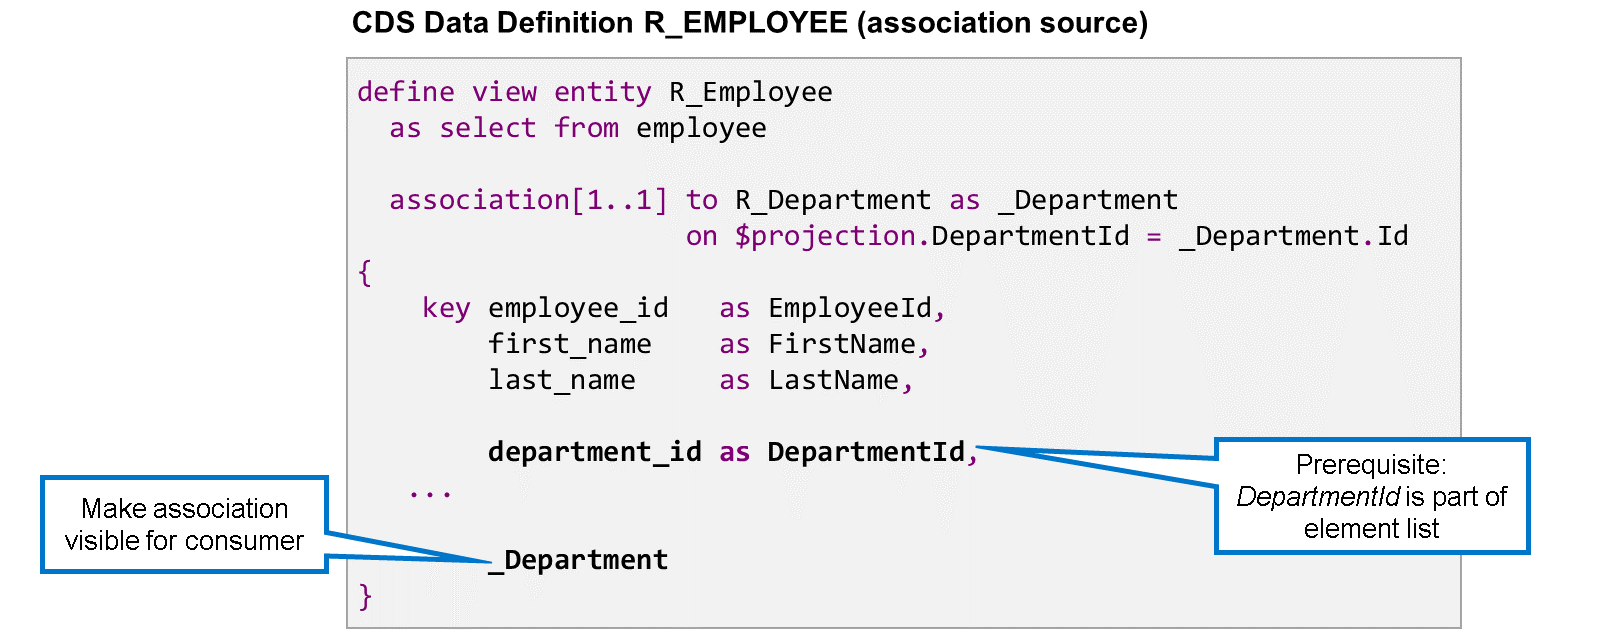 CDS Data Definition R_EMPLOYEE (association source)
define view entity R_Employee
as select from employee
association[1..1] to R_Department as _Department
on $projection.DepartmentId = _Department.Id
{
key employee_id as EmployeeId,
first_name as FirstName,
last_name as LastName,
department_id as DepartmentId,
...
_Department
}
Make association
visible for consumer
Prerequisite:
DepartmentId is part of
element list